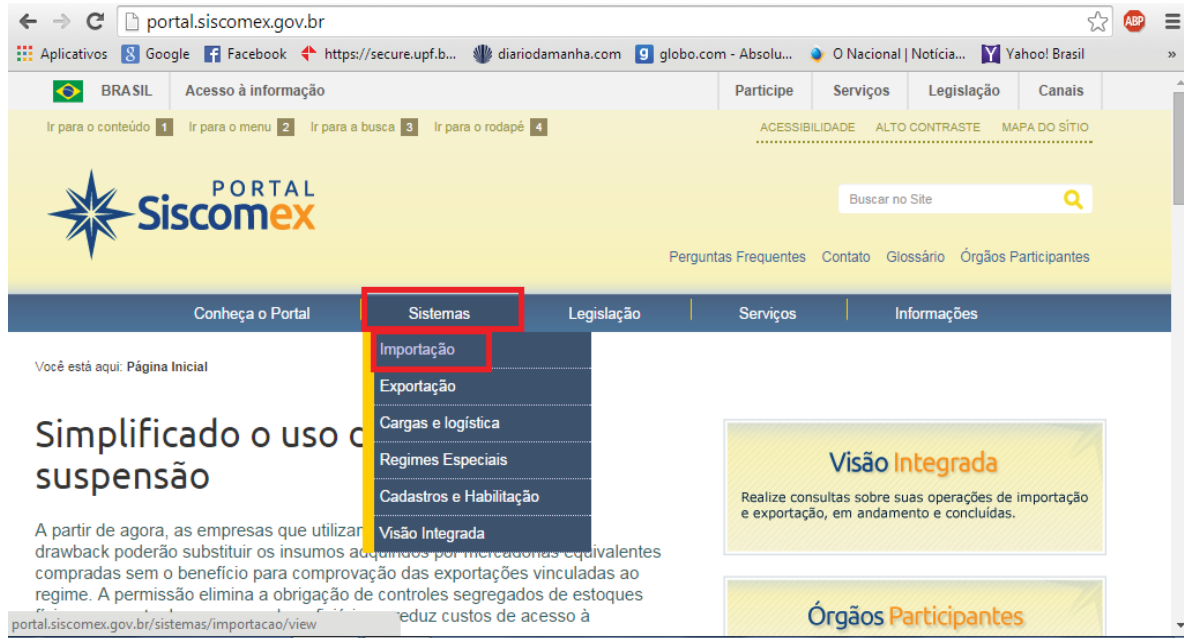 portal.siscomex.gov.br
ABP
Aplicativos Google Facebook https://secure.upf.b... diariodamanha.com globo.com - Absolu... O Nacional | Notícia... Yahoo! Brasil »
BRASIL Acesso à informação Participe Serviços Legislação Canais
Ir para o conteúdo 1 Ir para o menu 2 Ir para a busca 3 Ir para o rodapé 4 ACESSIBILIDADE ALTO CONTRASTE MAPA DO SÍTIO
PORTAL
Siscomex
Buscar no Site
Perguntas Frequentes Contato Glossário Órgãos Participantes
Conheça o Portal Sistemas Legislação Serviços Informações
Importação
Exportação
Cargas e logística
Regimes Especiais
Cadastros e Habilitação
Visão Integrada
Você está aqui: Página Inicial
Simplificado o uso
suspensão
A partir de agora, as empresas que utilizam
drawback poderão substituir os insumos adquiridos por mercadorias equivalentes
compradas sem o benefício para comprovação das exportações vinculadas ao
regime. A permissão elimina a obrigação de controles segregados de estoques
reduz custos de acesso à
portal.siscomex.gov.br/sistemas/importacao/view
Visão Integrada
Realize consultas sobre suas operações de importação
e exportação, em andamento e concluídas.
Órgãos Participantes